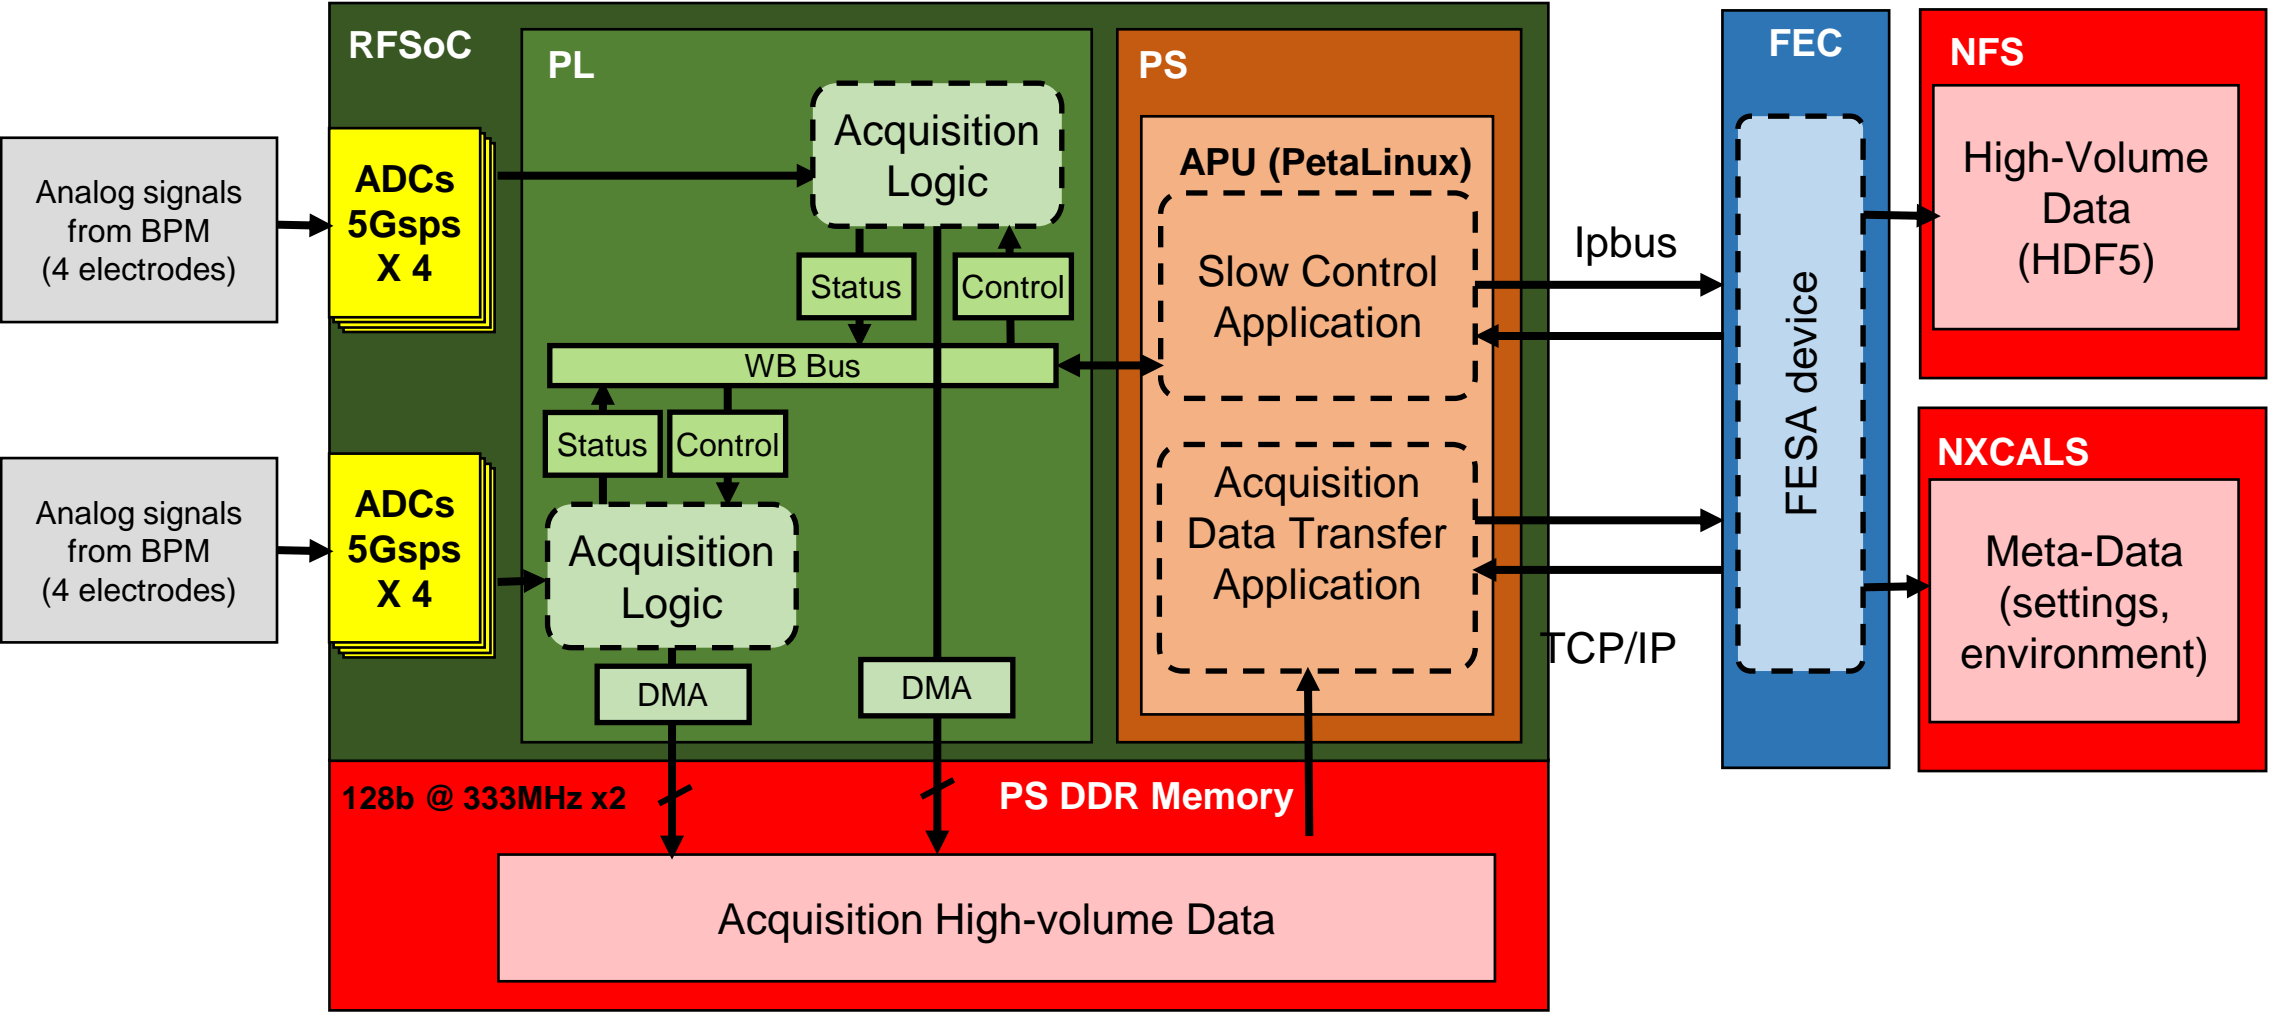 RFSoC
PL
PS
FEC
NFS
Analog signals
from BPM
(4 electrodes)
ADCs
5Gsps
X 4
Acquisition
Logic
Status
Control
WB Bus
Status
Control
Analog signals
from BPM
(4 electrodes)
ADCs
5Gsps
X 4
Acquisition
Logic
DMA
DMA
APU (PetaLinux)
Slow Control
Application
Acquisition
Data Transfer
Application
Ipbus
TCP/IP
FESA device
High-Volume
Data
(HDF5)
NXCALS
Meta-Data
(settings,
environment)
128b @ 333MHz x2
PS DDR Memory
Acquisition High-volume Data